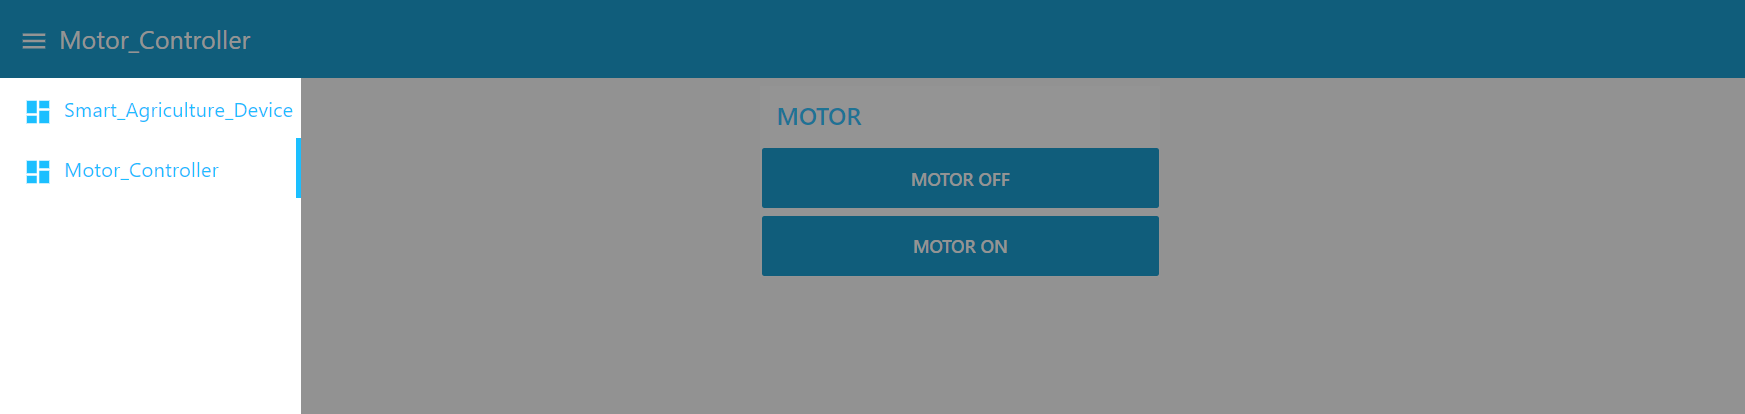 Motor_Controller
Smart_Agriculture_Device
Motor_Controller
MOTOR
MOTOR OFF
MOTOR ON